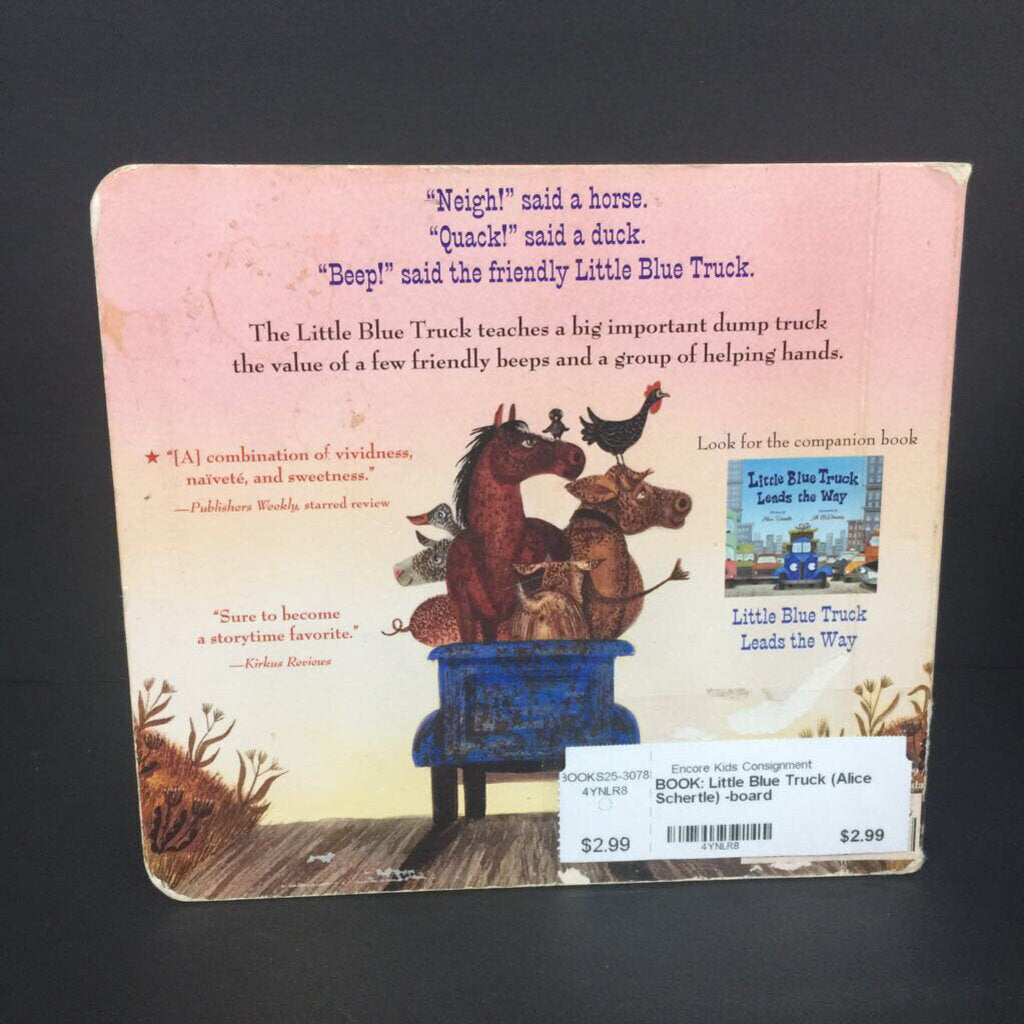 “Neigh!” said a horse.
“Quack!” said a duck.
“Beep!” said the friendly Little Blue Truck.
The Little Blue Truck teaches a big important dump truck
the value of a few friendly beeps and a group of helping hands.
★ “[A] combination of vividness,
naïveté, and sweetness.”
—Publishers Weekly, starred review
“Sure to become
a storytime favorite.”
—Kirkus Reviews
Look for the companion book
Little Blue Truck
Leads the Way
Little Blue Truck
Leads the Way
BOOKS25-3078
4YNLR8
$2.99
Encore Kids Consignment
BOOK: Little Blue Truck (Alice
Schertle) -board
4YNLR8
$2.99